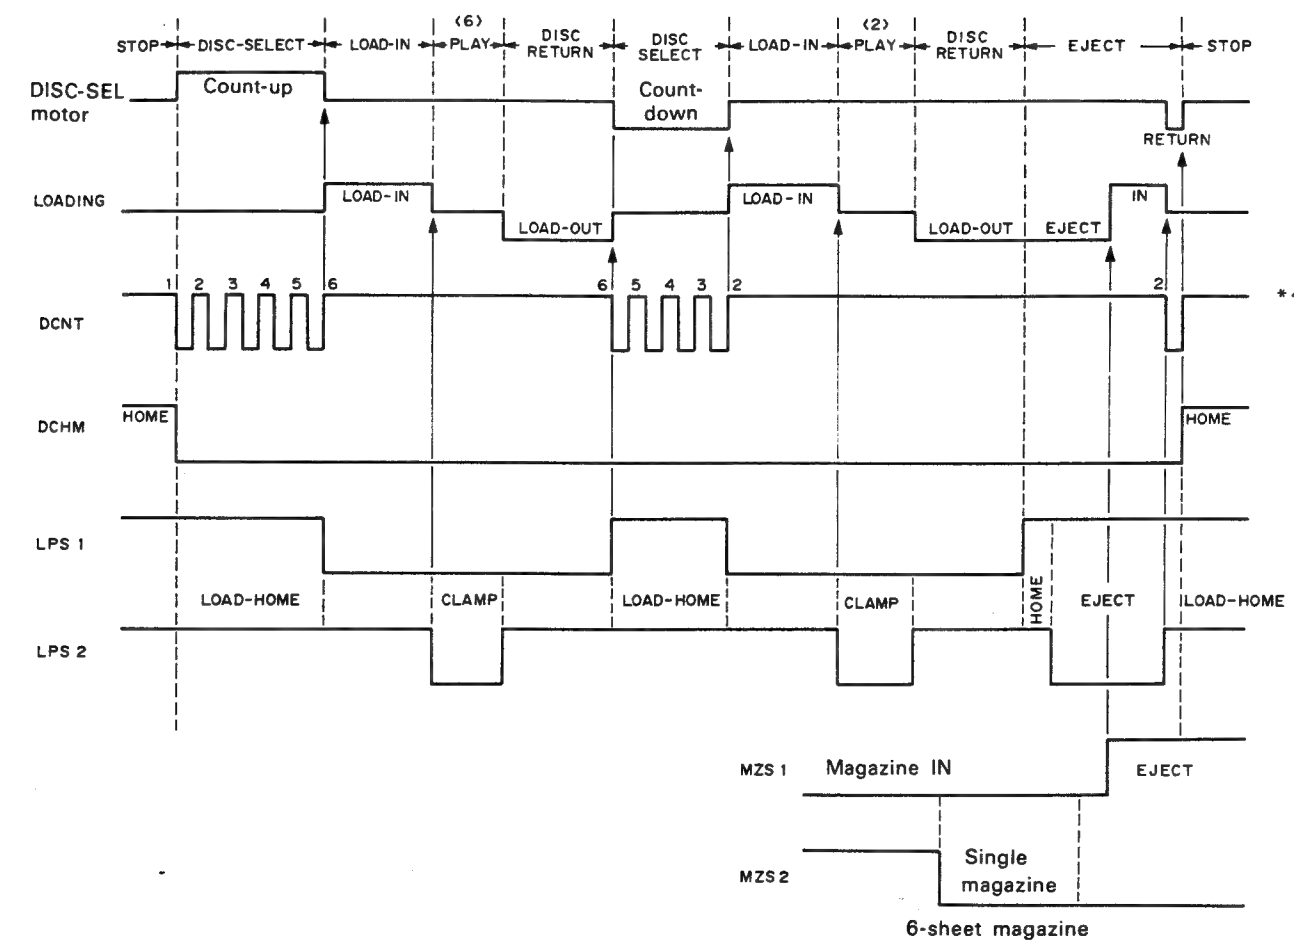 (6)
(2)
STOP DISC-SELECT LOAD-IN PLAY DISC RETURN DISC SELECT LOAD-IN PLAY DISC RETURN EJECT STOP
DISC-SEL motor
Count-up
Count-down
RETURN
LOADING
LOAD-IN
LOAD-OUT
LOAD-IN
LOAD-OUT
EJECT
IN
DCNT
1 2 3 4 5 6 6 5 4 3 2 2
*
DCHM
HOME
HOME
LPS 1
LOAD-HOME
CLAMP
LOAD-HOME
CLAMP
HOME
EJECT
LOAD-HOME
LPS 2
MZS 1
Magazine IN
EJECT
MZS 2
Single
magazine
6-sheet magazine